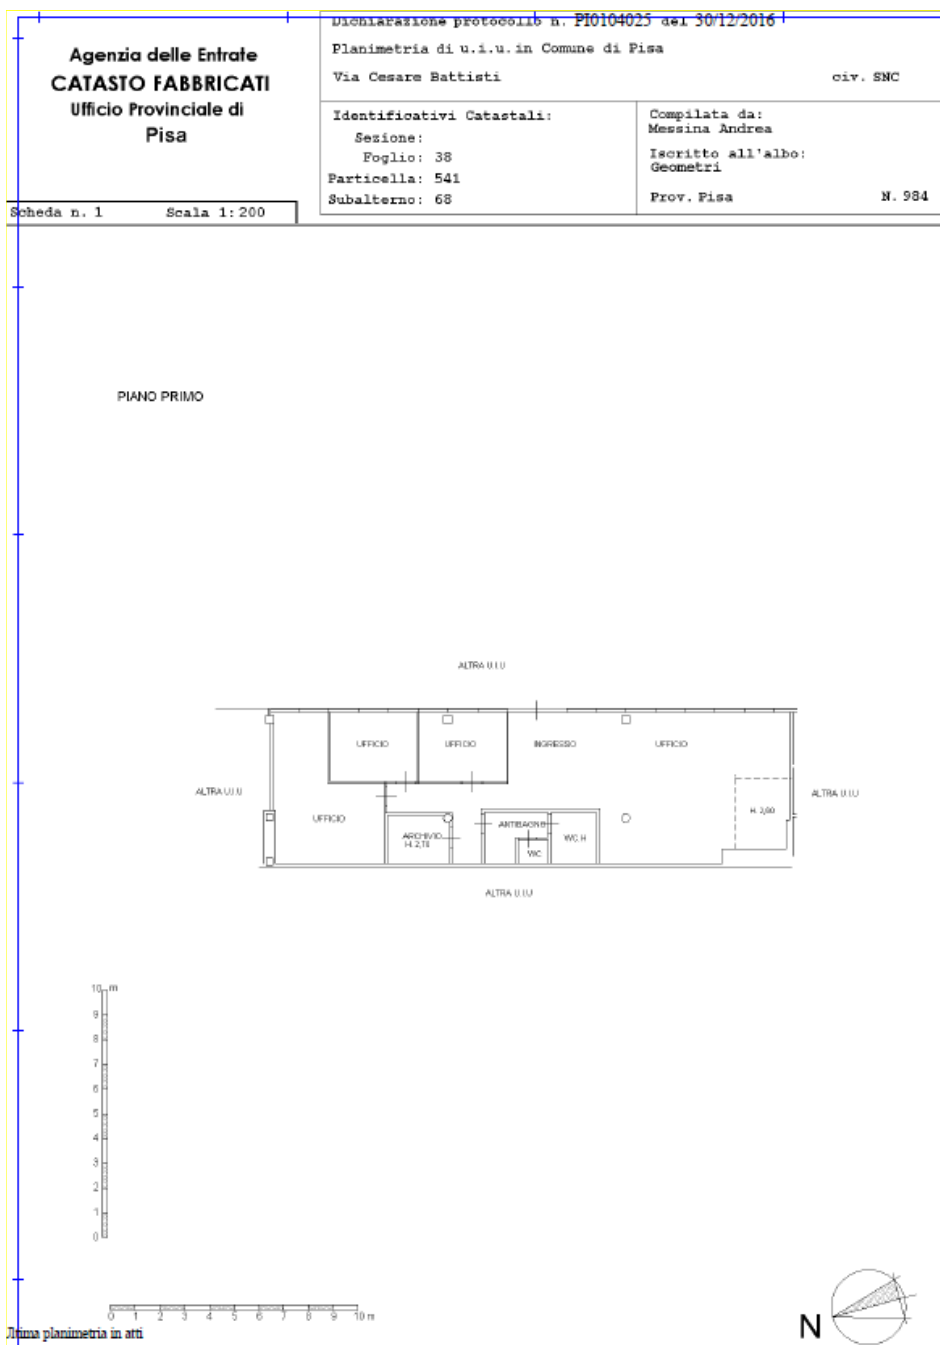 Dichiarazione protocollo n. PI0104025 del 30/12/2016
Agenzia delle Entrate
CATASTO FABBRICATI
Ufficio Provinciale di
Pisa
Planimetria di u.i.u. in Comune di Pisa
Via Cesare Battisti civ. SNC
Identificativi Catastali:
Sezione:
Foglio: 38
Particella: 541
Subalterno: 68
Compilata da:
Messina Andrea
Iscritto all'albo:
Geometri
Prov. Pisa N. 984
Scheda n. 1 Scala 1:200
PIANO PRIMO
ALTRA U.I.U
UFFICIO UFFICIO INGRESSO UFFICIO
ALTRA U.I.U ALTRA U.I.U
UFFICIO
ARCHIVIO
H. 2,70
ANTIBAGNO
WC
WC H
ALTRA U.I.U
10 m
9
8
7
6
5
4
3
2
1
0
0 1 2 3 4 5 6 7 8 9 10 m
N
Ultima planimetria in atti